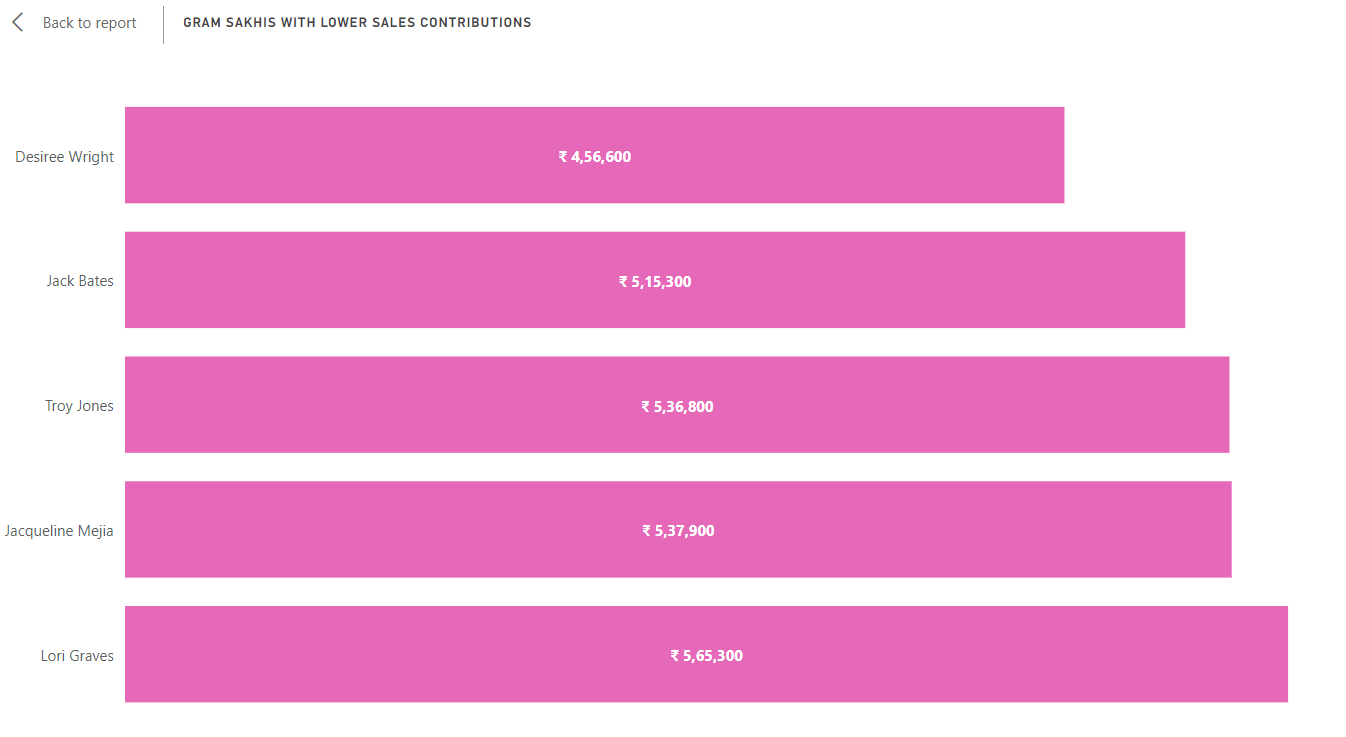 Back to report
GRAM SAKHIS WITH LOWER SALES CONTRIBUTIONS
Desiree Wright
₹ 4,56,600
Jack Bates
₹ 5,15,300
Troy Jones
₹ 5,36,800
Jacqueline Mejia
₹ 5,37,900
Lori Graves
₹ 5,65,300